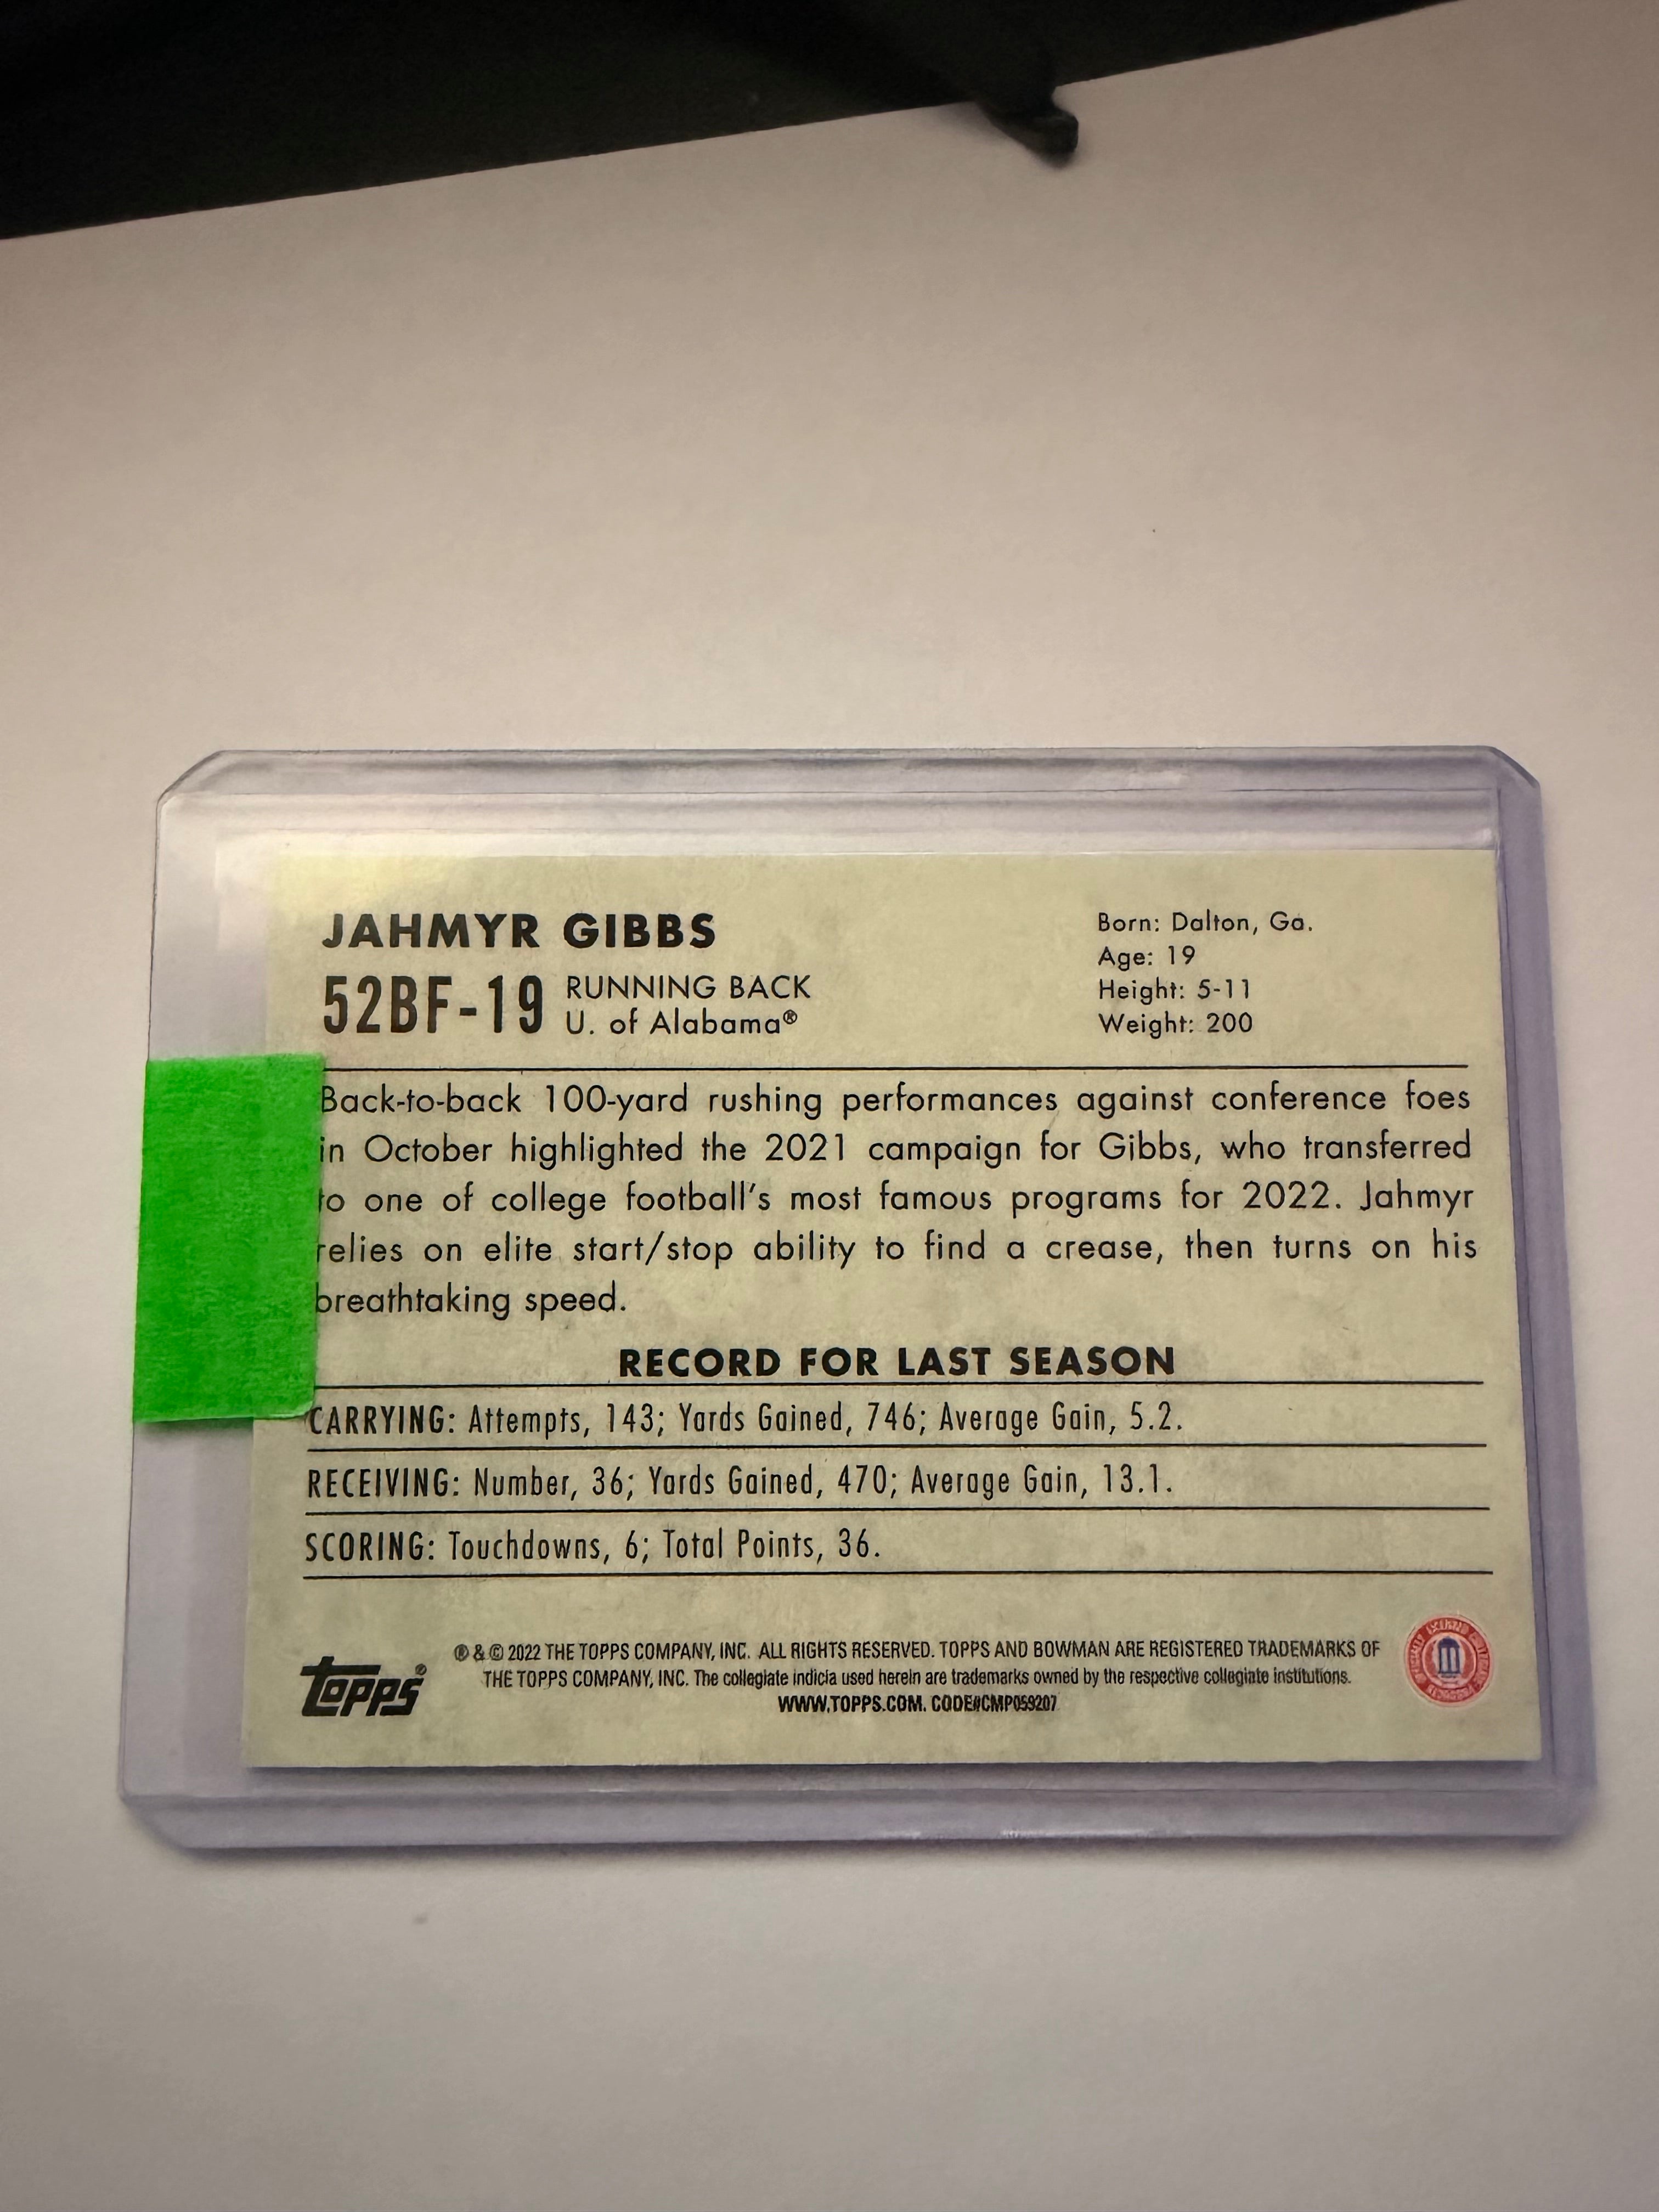 JAHMYR GIBBS
52BF-19
RUNNING BACK
U. of Alabama®
Born: Dalton, Ga.
Age: 19
Height: 5-11
Weight: 200
Back-to-back 100-yard rushing performances against conference foes
in October highlighted the 2021 campaign for Gibbs, who transferred
to one of college football's most famous programs for 2022. Jahmyr
relies on elite start/stop ability to find a crease, then turns on his
breathtaking speed.
RECORD FOR LAST SEASON
CARRYING: Attempts, 143; Yards Gained, 746; Average Gain, 5.2.
RECEIVING: Number, 36; Yards Gained, 470; Average Gain, 13.1.
SCORING: Touchdowns, 6; Total Points, 36.
topps®
® & © 2022 THE TOPPS COMPANY, INC. ALL RIGHTS RESERVED. TOPPS AND BOWMAN ARE REGISTERED TRADEMARKS OF
THE TOPPS COMPANY, INC. The collegiate indicia used herein are trademarks owned by the respective collegiate institutions.
WWW.TOPPS.COM. CODE#CMP059207